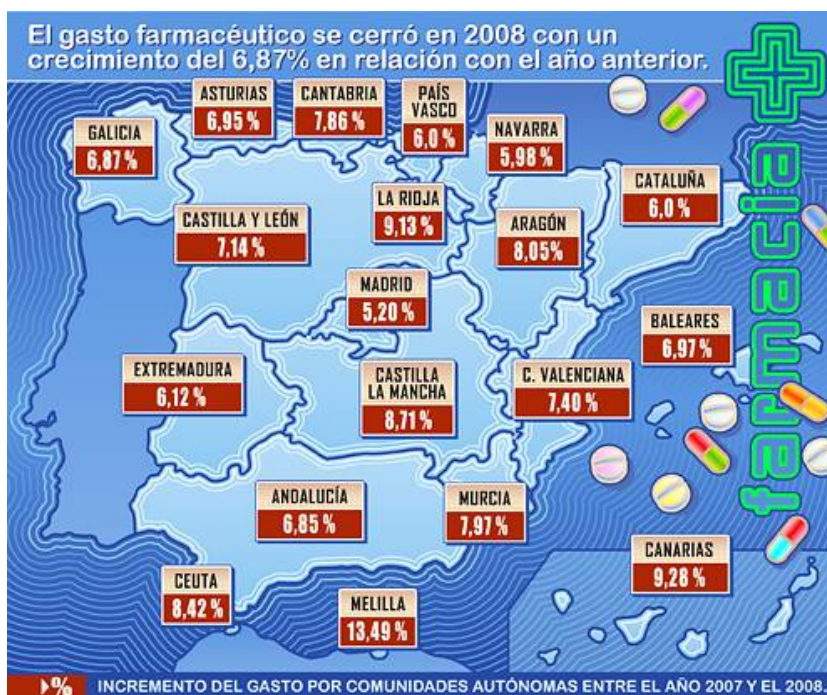 El gasto farmacéutico se cerró en 2008 con un
crecimiento del 6,87% en relación con el año anterior.
farmacia
ASTURIAS
6,95 %
CANTABRIA
7,86 %
PAÍS
VASCO
6,0 %
NAVARRA
5,98 %
GALICIA
6,87 %
CATALUÑA
6,0 %
LA RIOJA
9,13 %
CASTILLA Y LEÓN
7,14 %
ARAGÓN
8,05%
MADRID
5,20 %
BALEARES
6,97 %
EXTREMADURA
6,12 %
CASTILLA
LA MANCHA
8,71 %
C. VALENCIANA
7,40 %
ANDALUCÍA
6,85 %
MURCIA
7,97 %
CANARIAS
9,28 %
CEUTA
8,42 %
MELILLA
13,49 %
% INCREMENTO DEL GASTO POR COMUNIDADES AUTÓNOMAS ENTRE EL AÑO 2007 Y EL 2008.